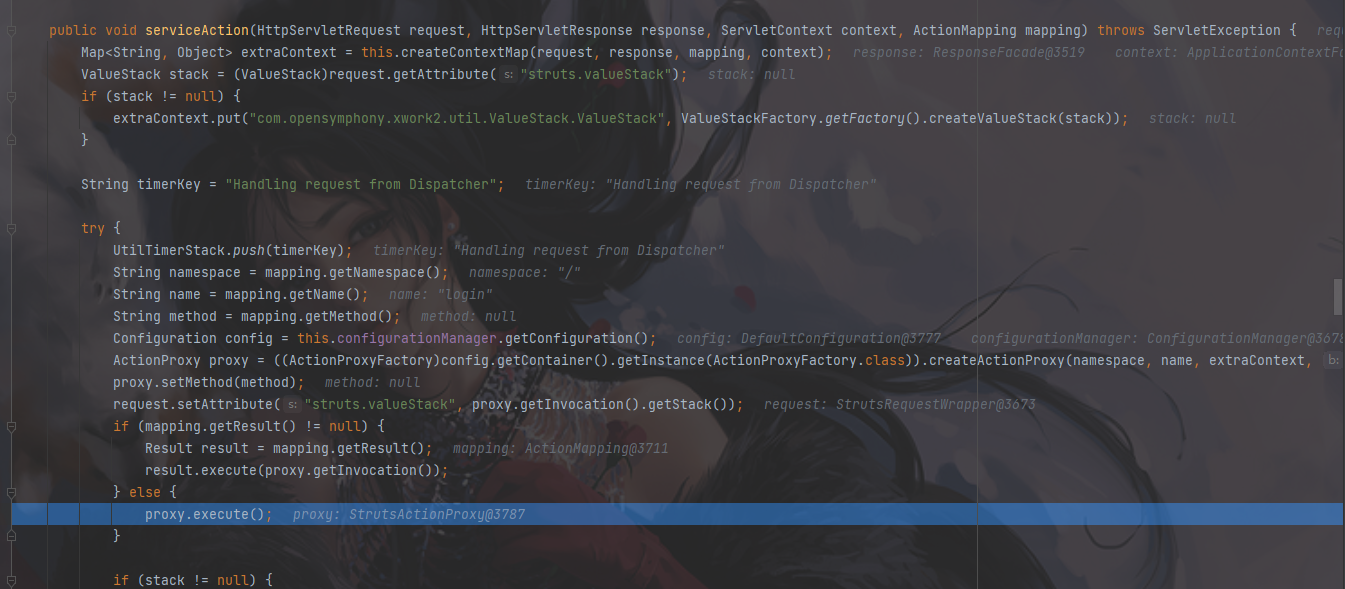 public void serviceAction(HttpServletRequest request, HttpServletResponse response, ServletContext context, ActionMapping mapping) throws ServletException {
Map<String, Object> extraContext = this.createContextMap(request, response, mapping, context); response: ResponseFacade@3519 context: ApplicationContextFa
ValueStack stack = (ValueStack)request.getAttribute( s: "struts.valueStack"); stack: null
if (stack != null) {
extraContext.put("com.opensymphony.xwork2.util.ValueStack.ValueStack", ValueStackFactory.getFactory().createValueStack(stack)); stack: null
}
String timerKey = "Handling request from Dispatcher"; timerKey: "Handling request from Dispatcher"
try {
UtilTimerStack.push(timerKey); timerKey: "Handling request from Dispatcher"
String namespace = mapping.getNamespace(); namespace: "/"
String name = mapping.getName(); name: "login"
String method = mapping.getMethod(); method: null
Configuration config = this.configurationManager.getConfiguration(); config: DefaultConfiguration@3777 configurationManager: ConfigurationManager@3678
ActionProxy proxy = ((ActionProxyFactory)config.getContainer().getInstance(ActionProxyFactory.class)).createActionProxy(namespace, name, extraContext, b:
proxy.setMethod(method); method: null
request.setAttribute( s: "struts.valueStack", proxy.getInvocation().getStack()); request: StrutsRequestWrapper@3673
if (mapping.getResult() != null) {
Result result = mapping.getResult(); mapping: ActionMapping@3711
result.execute(proxy.getInvocation());
} else {
proxy.execute(); proxy: StrutsActionProxy@3787
}
if (stack != null) {